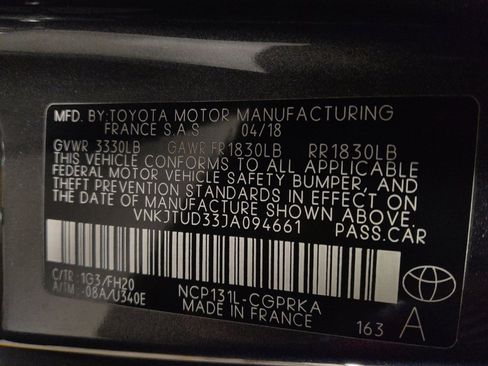 MFD. BY:TOYOTA MOTOR MANUFACTURING
FRANCE S.A.S 04/18
GVWR 3330LB GAWR FR1830LB RR1830LB
THIS VEHICLE CONFORMS TO ALL APPLICABLE
FEDERAL MOTOR VEHICLE SAFETY, BUMPER, AND
THEFT PREVENTION STANDARDS IN EFFECT ON
THE DATE OF MANUFACTURE SHOWN ABOVE.
VNKJTUD33JA094661 PASS.CAR
C/TR: 1G3/FH20 NCP131L-CGPRKA
A/TM: -08A/U340E MADE IN FRANCE
163 A